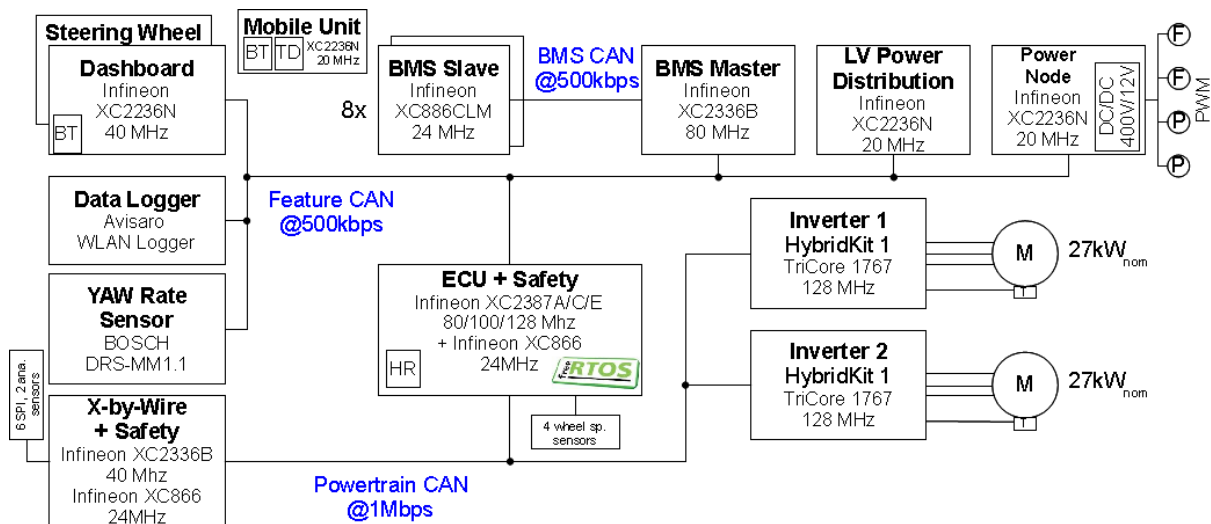 Steering Wheel
Dashboard
Infineon
XC2236N
40 MHz
BT
Mobile Unit
BT TD XC2236N
20 MHz
8x
BMS Slave
Infineon
XC886CLM
24 MHz
BMS CAN
@500kbps
BMS Master
Infineon
XC2336B
80 MHz
LV Power
Distribution
Infineon
XC2236N
20 MHz
Power
Node
Infineon
XC2236N
20 MHz
DC/DC
400V/12V
F
F
P
P
PWM
Data Logger
Avisaro
WLAN Logger
Feature CAN
@500kbps
YAW Rate
Sensor
BOSCH
DRS-MM1.1
ECU + Safety
Infineon XC2387A/C/E
80/100/128 Mhz
+ Infineon XC866
24MHz
HR
free RTOS
4 wheel sp.
sensors
Inverter 1
HybridKit 1
TriCore 1767
128 MHz
M
T
27kWnom
Inverter 2
HybridKit 1
TriCore 1767
128 MHz
M
T
27kWnom
6 SPI, 2 ana.
sensors
X-by-Wire
+ Safety
Infineon XC2336B
40 Mhz
Infineon XC866
24MHz
Powertrain CAN
@1Mbps